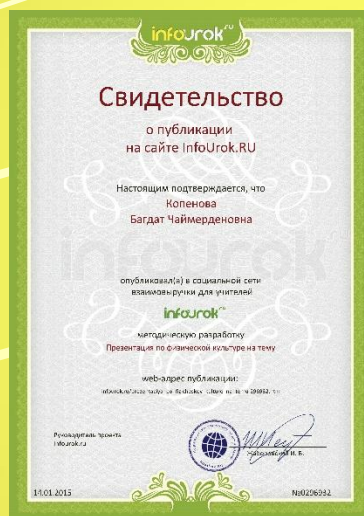 infourok
Свидетельство
о публикации
на сайте InfoUrok.RU
Настоящим подтверждается, что
Копенова
Багдат Чаймерденовна
опубликовал(а) в социальной сети
взаимовыручки для учителей
infourok
методическую разработку
Презентация по физической культуре на тему
web-адрес публикации:
Руководитель проекта
Infourok.ru
14.01.2015
№0296932